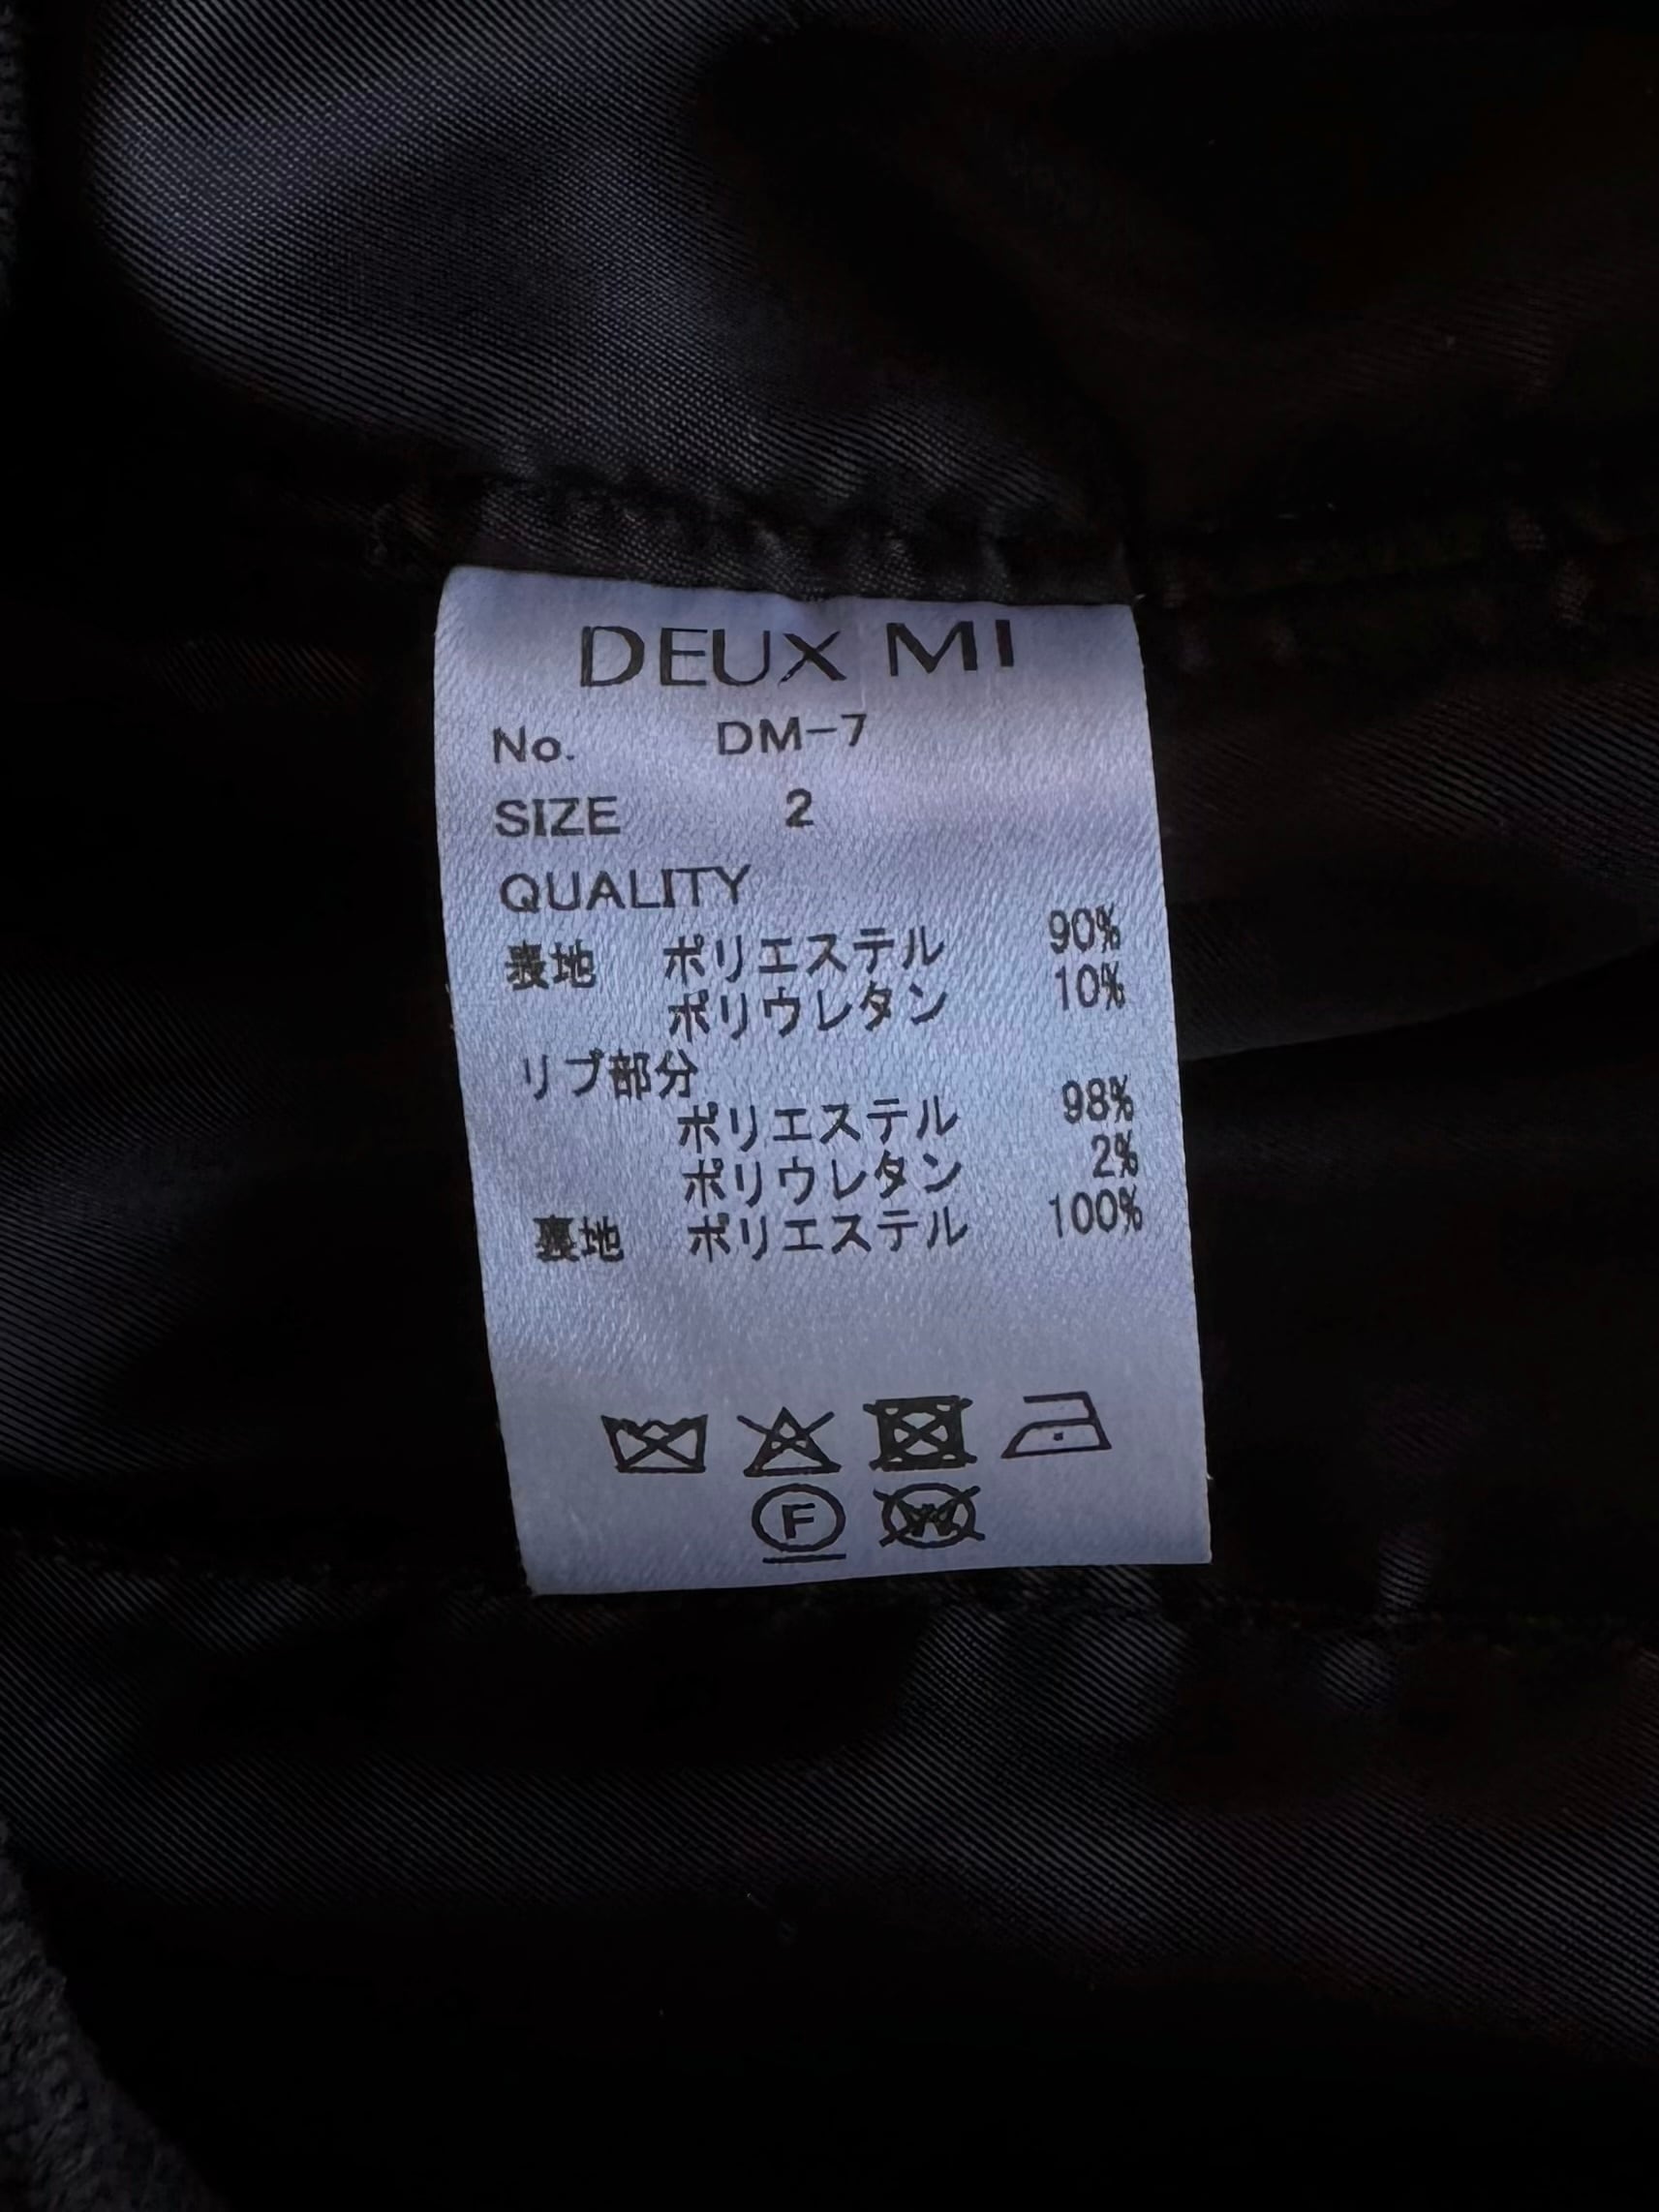 DEUX MI
No. DM-7
SIZE 2
QUALITY
表地 ポリエステル 90%
ポリウレタン 10%
リブ部分
ポリエステル 98%
ポリウレタン 2%
裏地 ポリエステル 100%
F
W